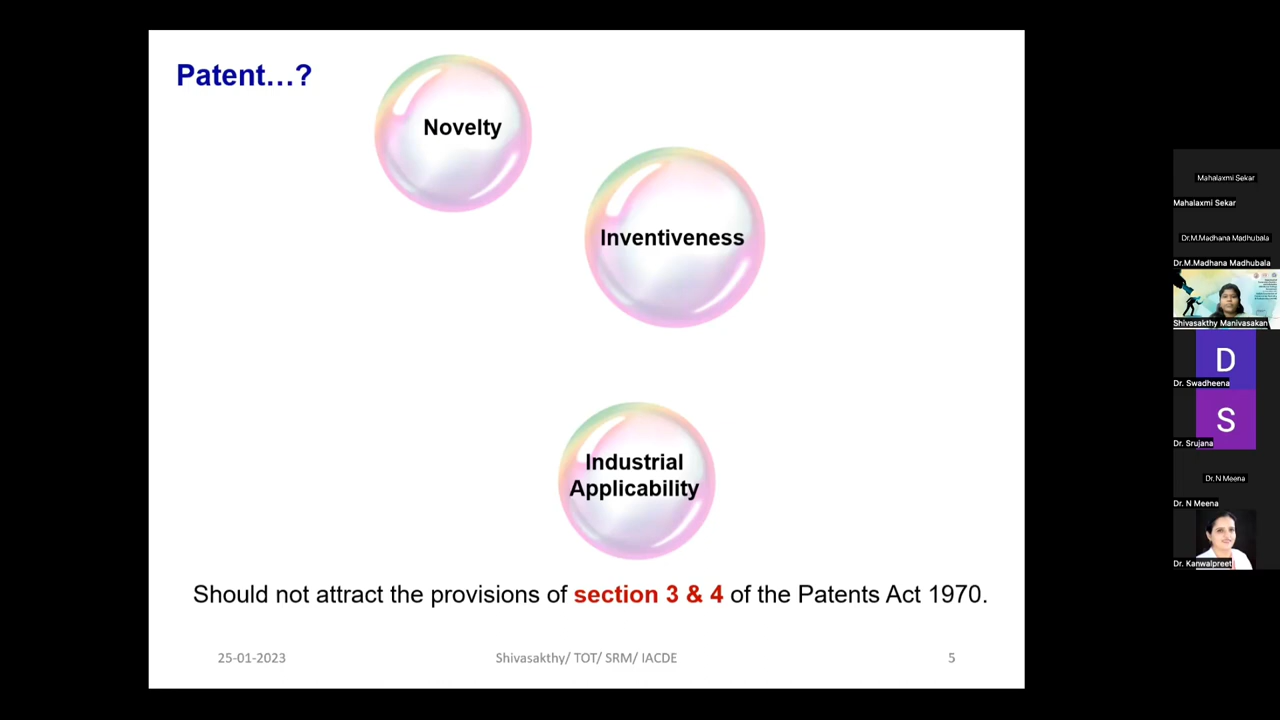 Patent...?
Novelty
Inventiveness
Industrial
Applicability
Should not attract the provisions of section 3 & 4 of the Patents Act 1970.
25-01-2023
Shivasakthy/ TOT/ SRM/ IACDE
5
Mahalaxmi Sekar
Mahalaxmi Sekar
Dr.M.Madhana Madhubala
Dr.M.Madhana Madhubala
Shivasakthy Manivasakan
D
Dr. Swadheena
S
Dr. Srujana
Dr. N Meena
Dr. N Meena
Dr. Kanwalpreet